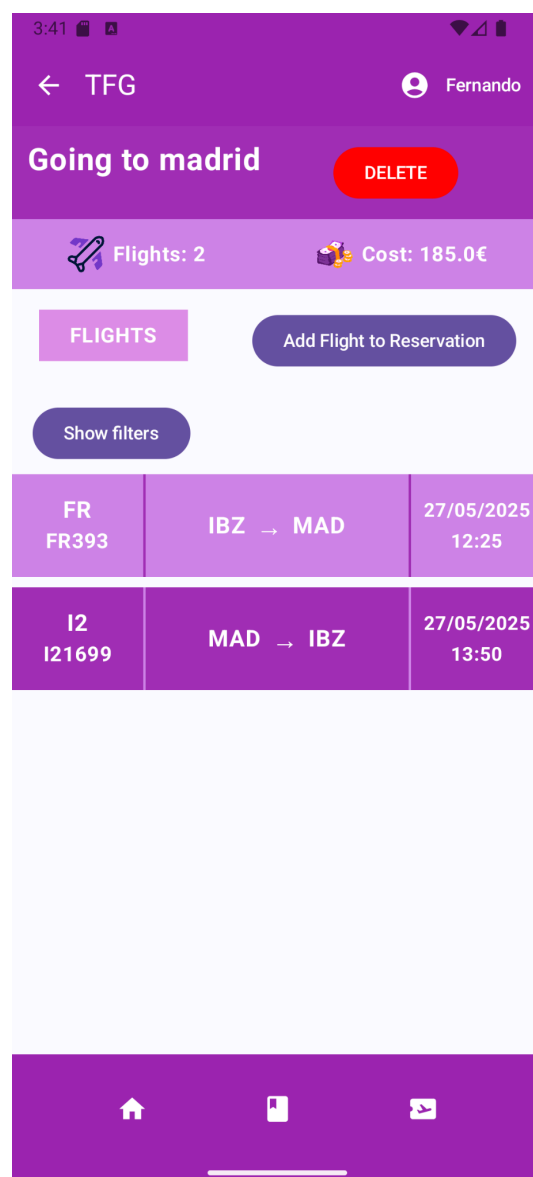 3:41
TFG
Fernando
Going to madrid
DELETE
Flights: 2
Cost: 185.0€
FLIGHTS
Add Flight to Reservation
Show filters
FR
FR393
IBZ → MAD
27/05/2025
12:25
I2
I21699
MAD → IBZ
27/05/2025
13:50